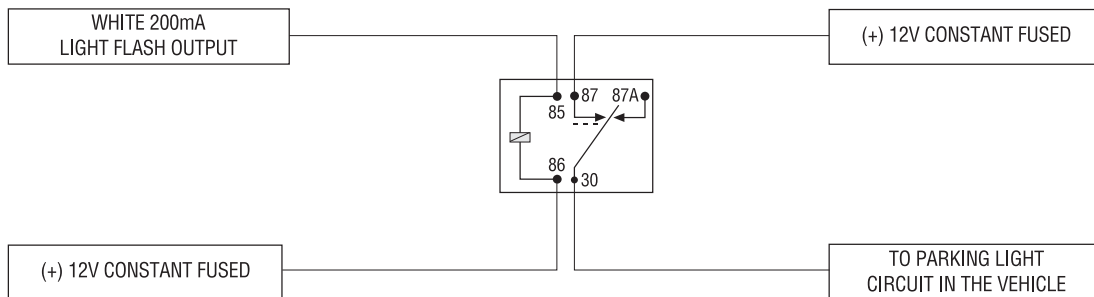 WHITE 200mA
LIGHT FLASH OUTPUT
(+) 12V CONSTANT FUSED
87 87A
85
86
30
(+) 12V CONSTANT FUSED
TO PARKING LIGHT
CIRCUIT IN THE VEHICLE